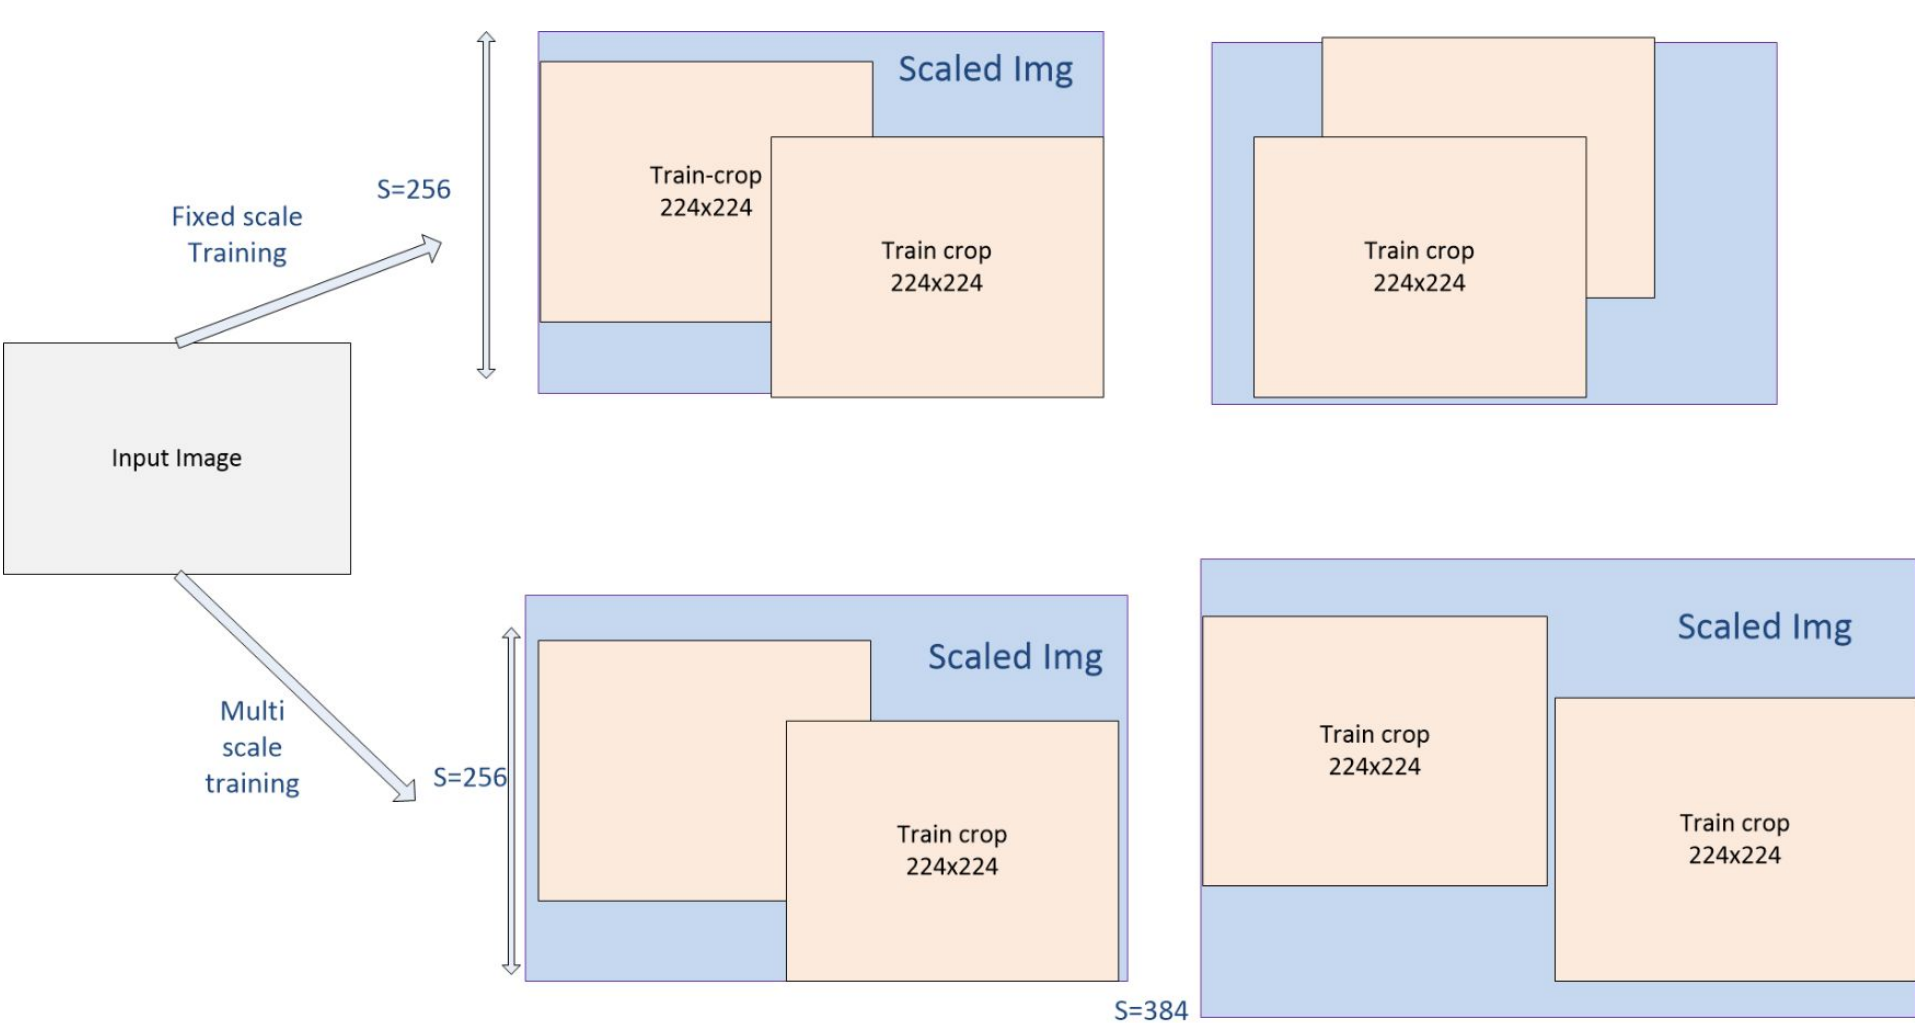 Scaled Img
Train-crop
224x224
S=256
Fixed scale
Training
Train crop
224x224
Train crop
224x224
Input Image
Scaled Img
Multi
scale
training
S=256
Train crop
224x224
Scaled Img
Train crop
224x224
Train crop
224x224
S=384